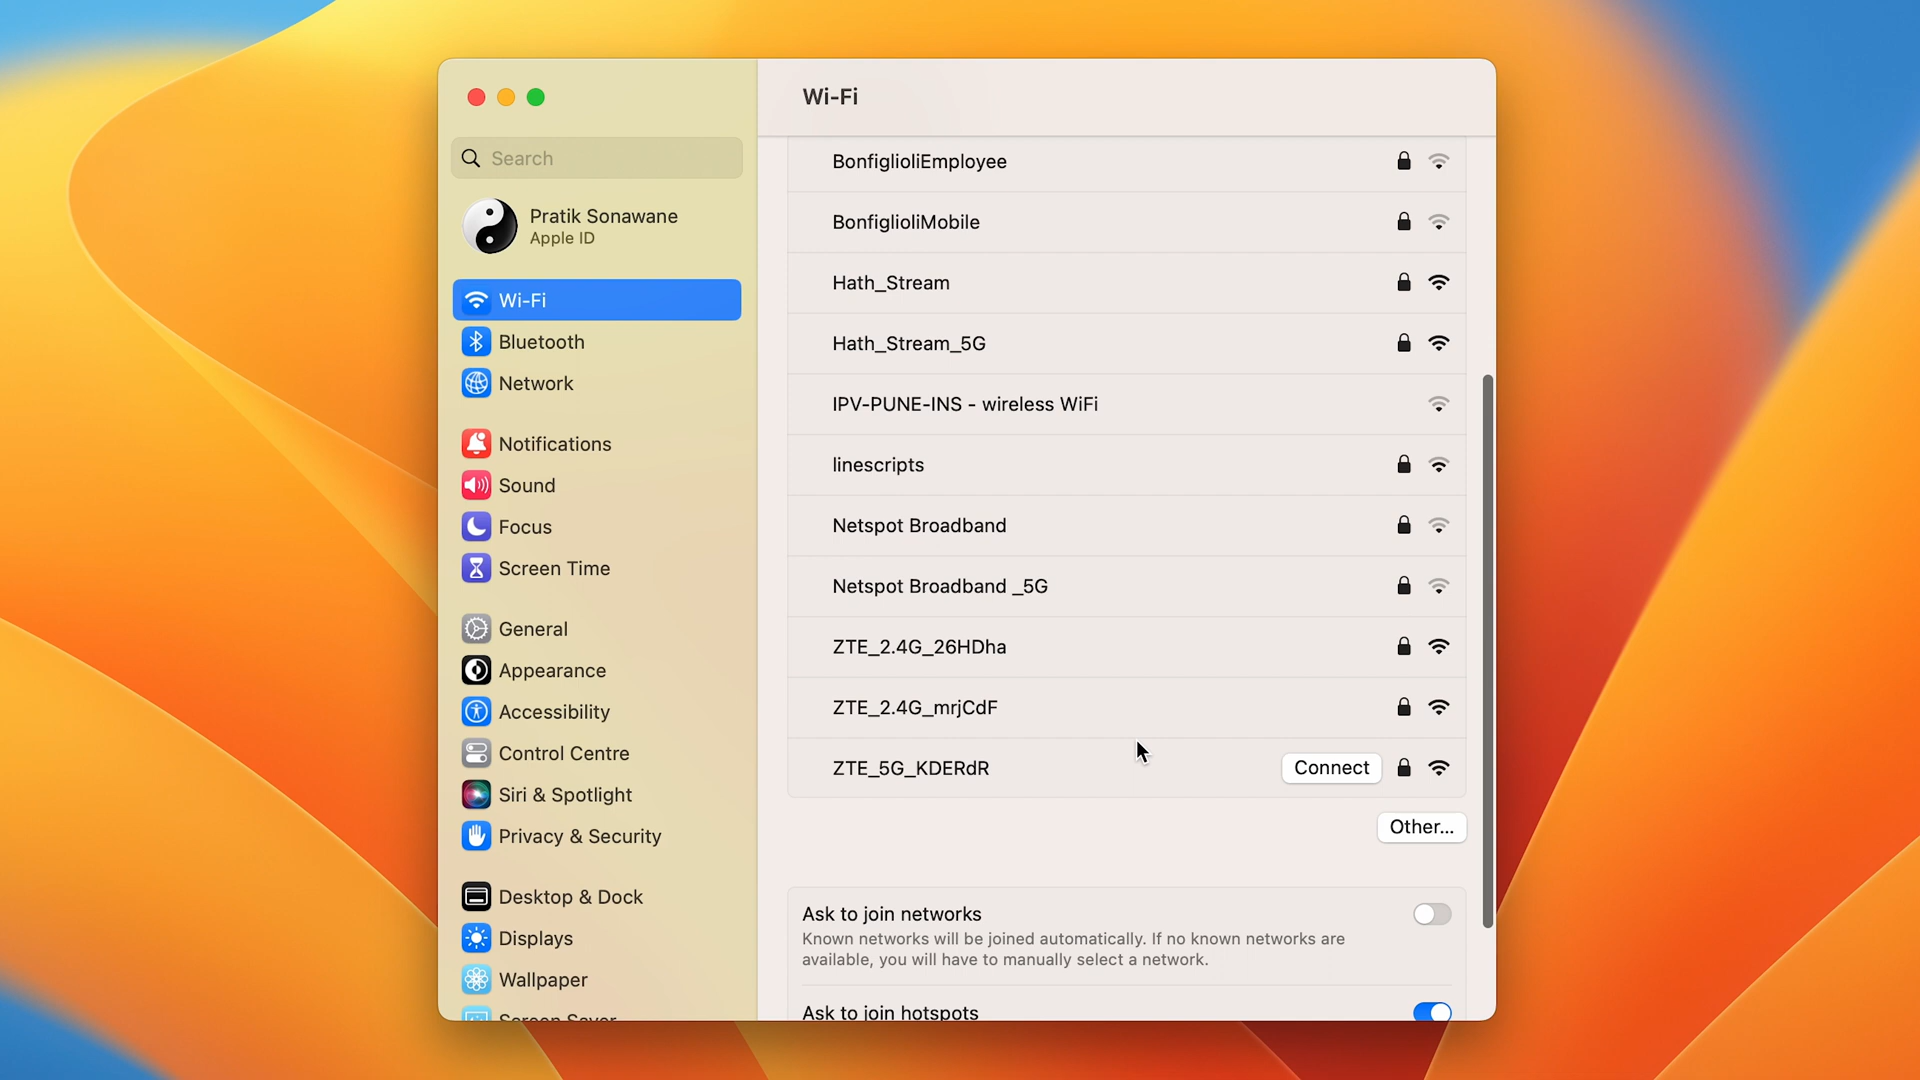 Wi-Fi
Search
Pratik Sonawane
Apple ID
Wi-Fi
Bluetooth
Network
Notifications
Sound
Focus
Screen Time
General
Appearance
Accessibility
Control Centre
Siri & Spotlight
Privacy & Security
Desktop & Dock
Displays
Wallpaper
Screen Saver
BonfiglioliEmployee
BonfiglioliMobile
Hath_Stream
Hath_Stream_5G
IPV-PUNE-INS - wireless WiFi
linescripts
Netspot Broadband
Netspot Broadband _5G
ZTE_2.4G_26HDha
ZTE_2.4G_mrjCdF
ZTE_5G_KDERdR
Connect
Other...
Ask to join networks
Known networks will be joined automatically. If no known networks are
available, you will have to manually select a network.
Ask to join hotspots